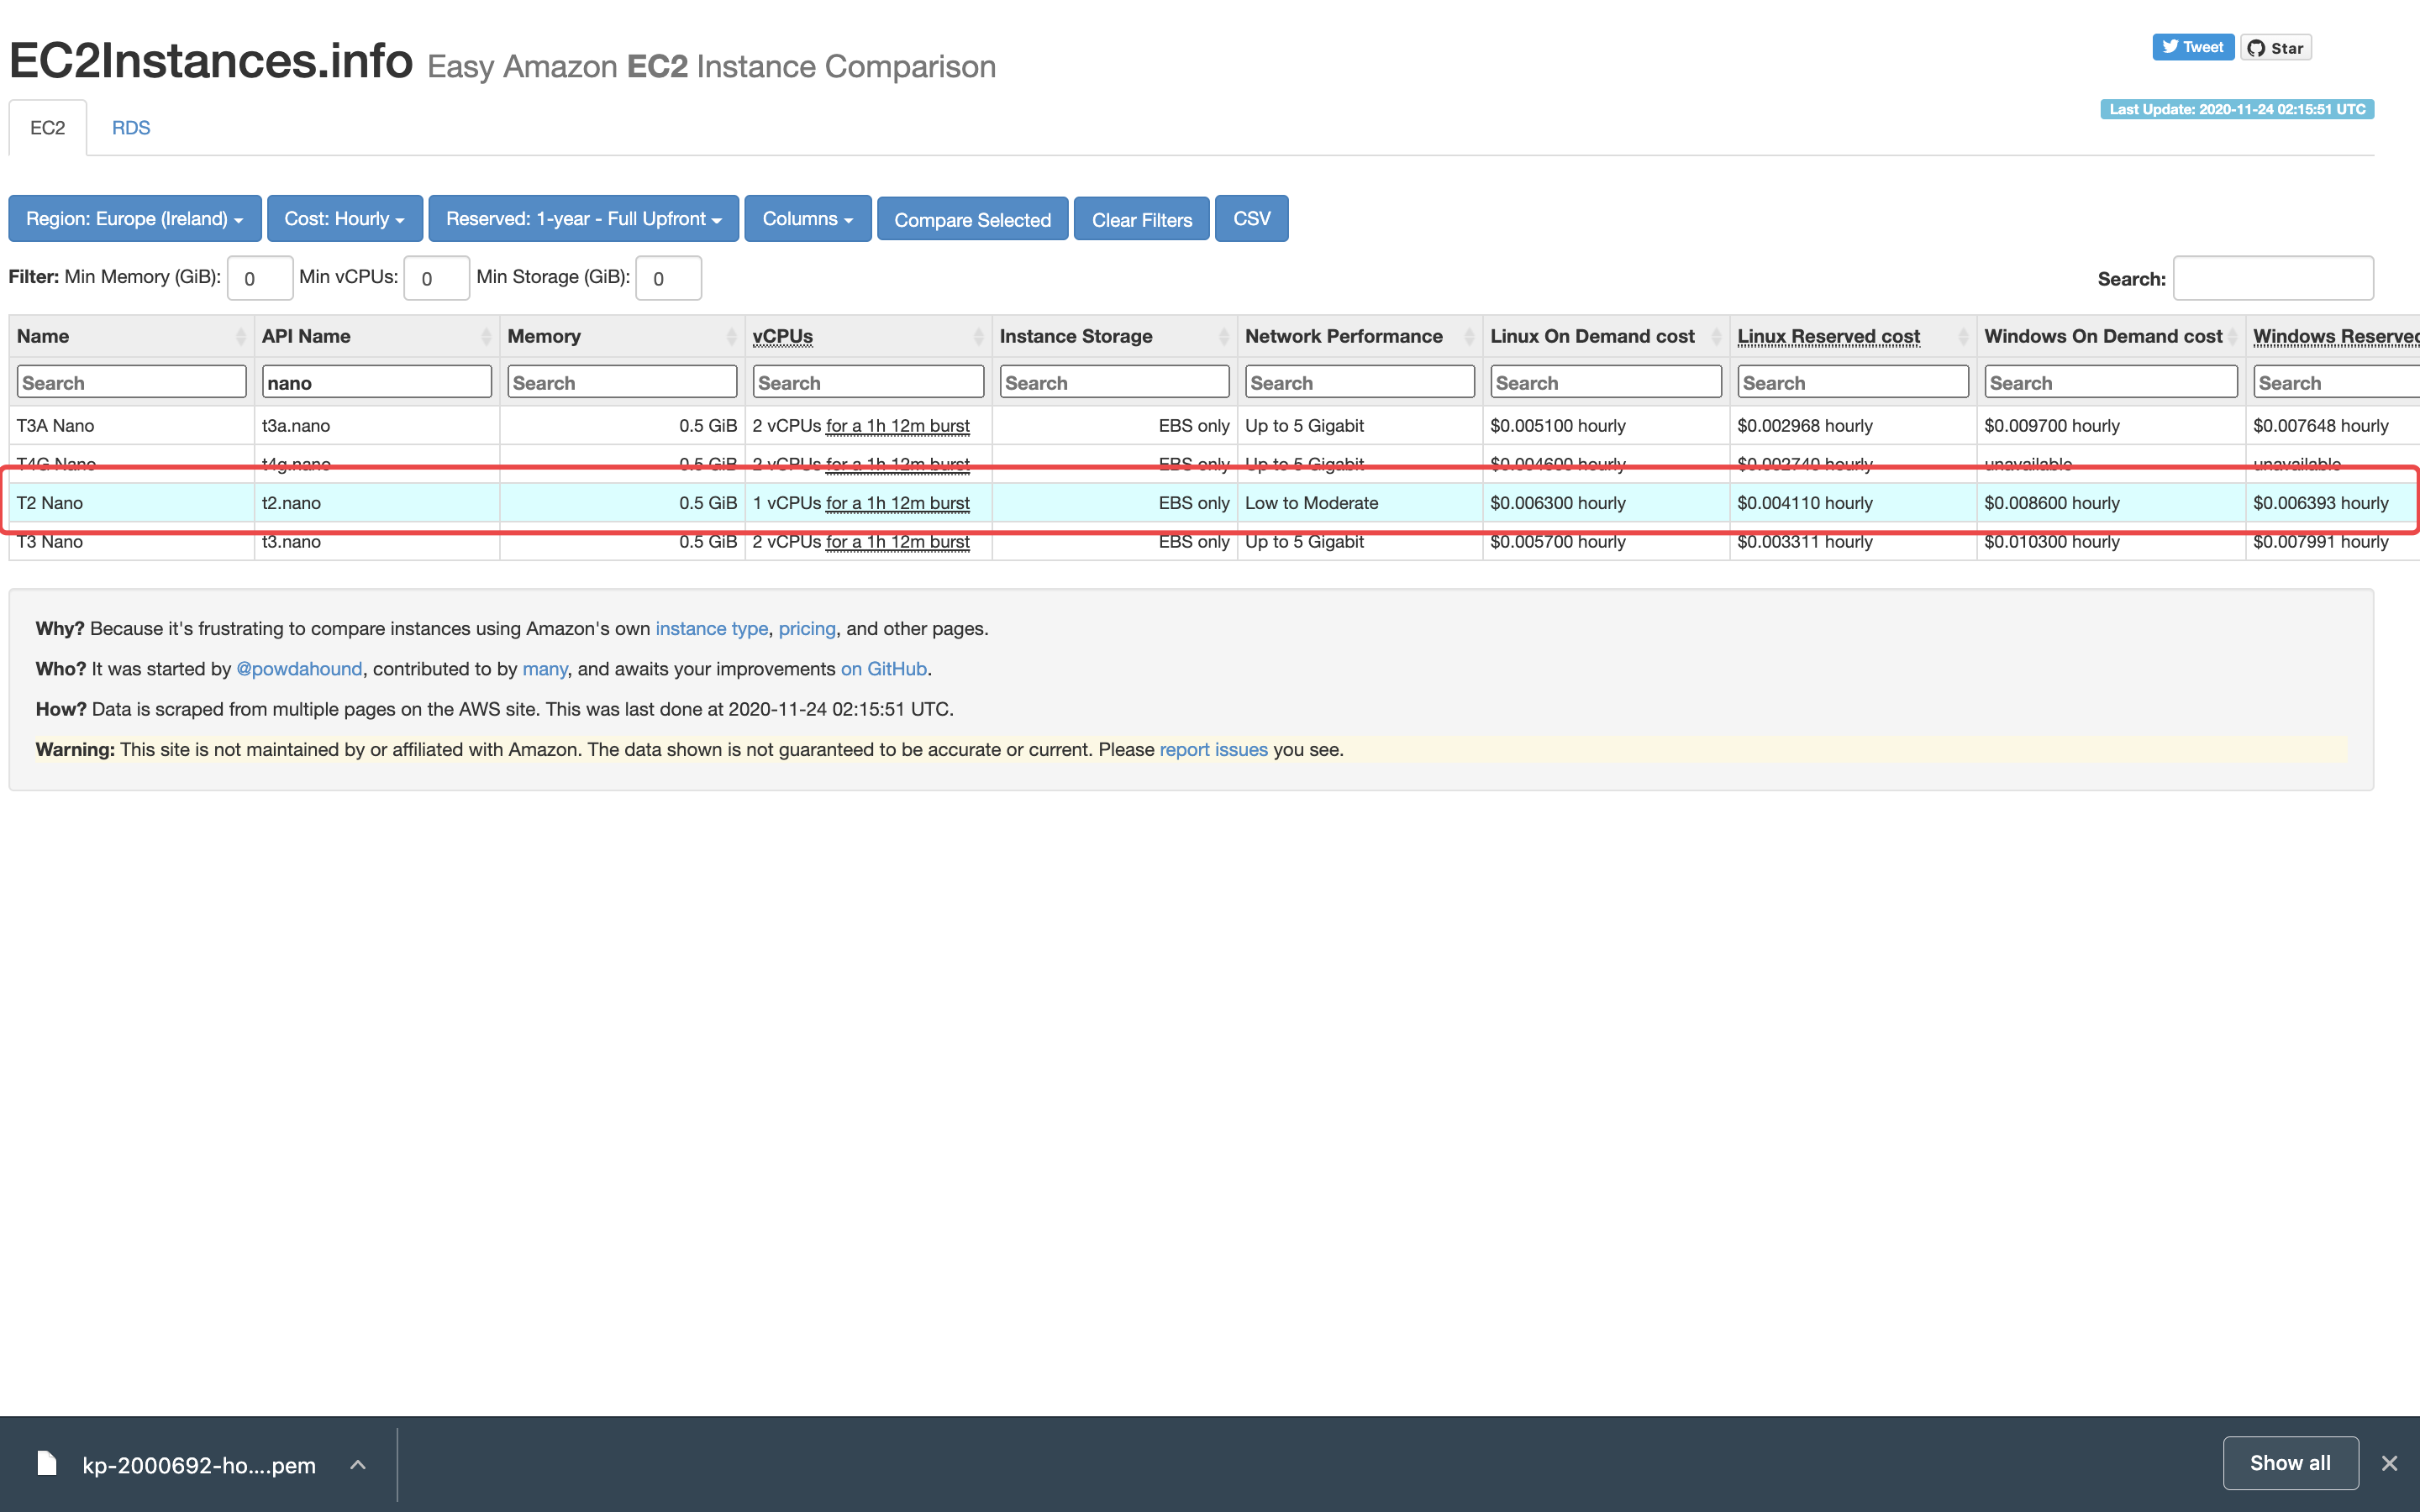 EC2Instances.info Easy Amazon EC2 Instance Comparison
Tweet Star
EC2 RDS
Last Update: 2020-11-24 02:15:51 UTC
Region: Europe (Ireland) Cost: Hourly Reserved: 1-year - Full Upfront Columns Compare Selected Clear Filters CSV
Filter: Min Memory (GiB): 0 Min vCPUs: 0 Min Storage (GiB): 0 Search:
Name API Name Memory vCPUs Instance Storage Network Performance Linux On Demand cost Linux Reserved cost Windows On Demand cost Windows Reserved
Search nano Search Search Search Search Search Search Search Search
T3A Nano t3a.nano 0.5 GiB 2 vCPUs for a 1h 12m burst EBS only Up to 5 Gigabit $0.005100 hourly $0.002968 hourly $0.009700 hourly $0.007648 hourly
T4G Nano t4g.nano 0.5 GiB 2 vCPUs for a 1h 12m burst EBS only Up to 5 Gigabit $0.004600 hourly $0.002740 hourly unavailable unavailable
T2 Nano t2.nano 0.5 GiB 1 vCPUs for a 1h 12m burst EBS only Low to Moderate $0.006300 hourly $0.004110 hourly $0.008600 hourly $0.006393 hourly
T3 Nano t3.nano 0.5 GiB 2 vCPUs for a 1h 12m burst EBS only Up to 5 Gigabit $0.005700 hourly $0.003311 hourly $0.010300 hourly $0.007991 hourly
Why? Because it's frustrating to compare instances using Amazon's own instance type, pricing, and other pages.
Who? It was started by @powdahound, contributed to by many, and awaits your improvements on GitHub.
How? Data is scraped from multiple pages on the AWS site. This was last done at 2020-11-24 02:15:51 UTC.
Warning: This site is not maintained by or affiliated with Amazon. The data shown is not guaranteed to be accurate or current. Please report issues you see.
kp-2000692-ho....pem Show all